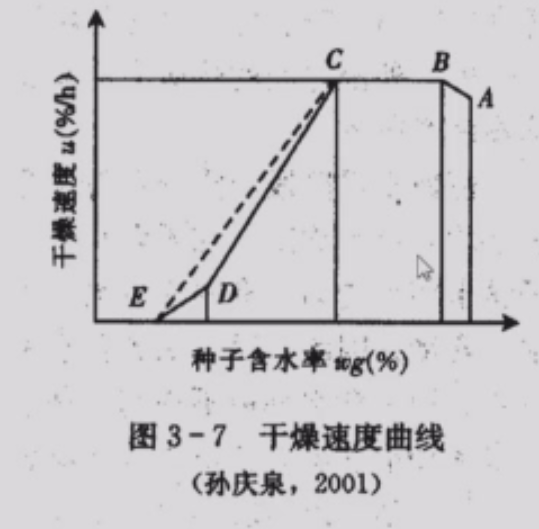 C
B
A
干燥速度 u(%/h)
E
D
种子含水率 wg(%)
图 3-7 干燥速度曲线
(孙庆泉，2001)